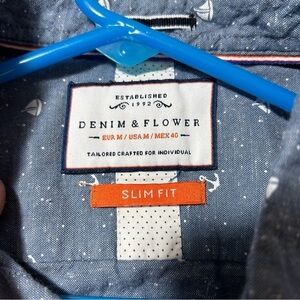 ESTABLISHED
1992
DENIM & FLOWER
EUR M / USA M / MEX 40
TAILORED CRAFTED FOR INDIVIDUAL
SLIM FIT